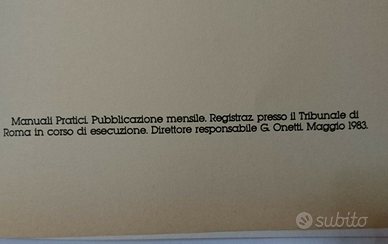 Manuali Pratici. Pubblicazione mensile. Registraz. presso il Tribunale di
Roma in corso di esecuzione. Direttore responsabile G. Onetti. Maggio 1983.
subito